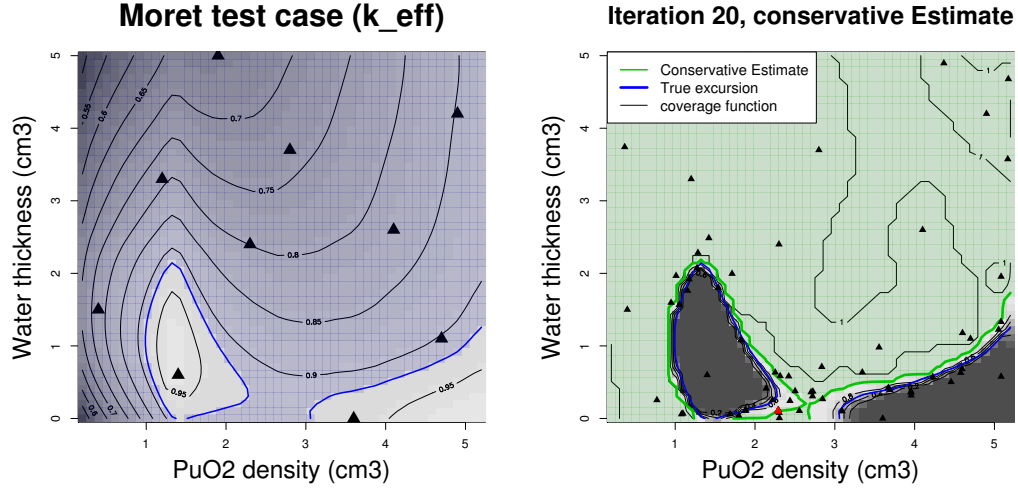 Moret test case (k_eff)
Water thickness (cm3)
5
4
3
2
1
0
0.55
0.6
0.65
0.7
0.75
0.8
0.85
0.9
0.95
0.95
0.8
0.7
1 2 3 4 5
PuO2 density (cm3)
Iteration 20, conservative Estimate
Conservative Estimate
True excursion
coverage function
Water thickness (cm3)
5
4
3
2
1
0
1
1
1
1
0.2
1 2 3 4 5
PuO2 density (cm3)